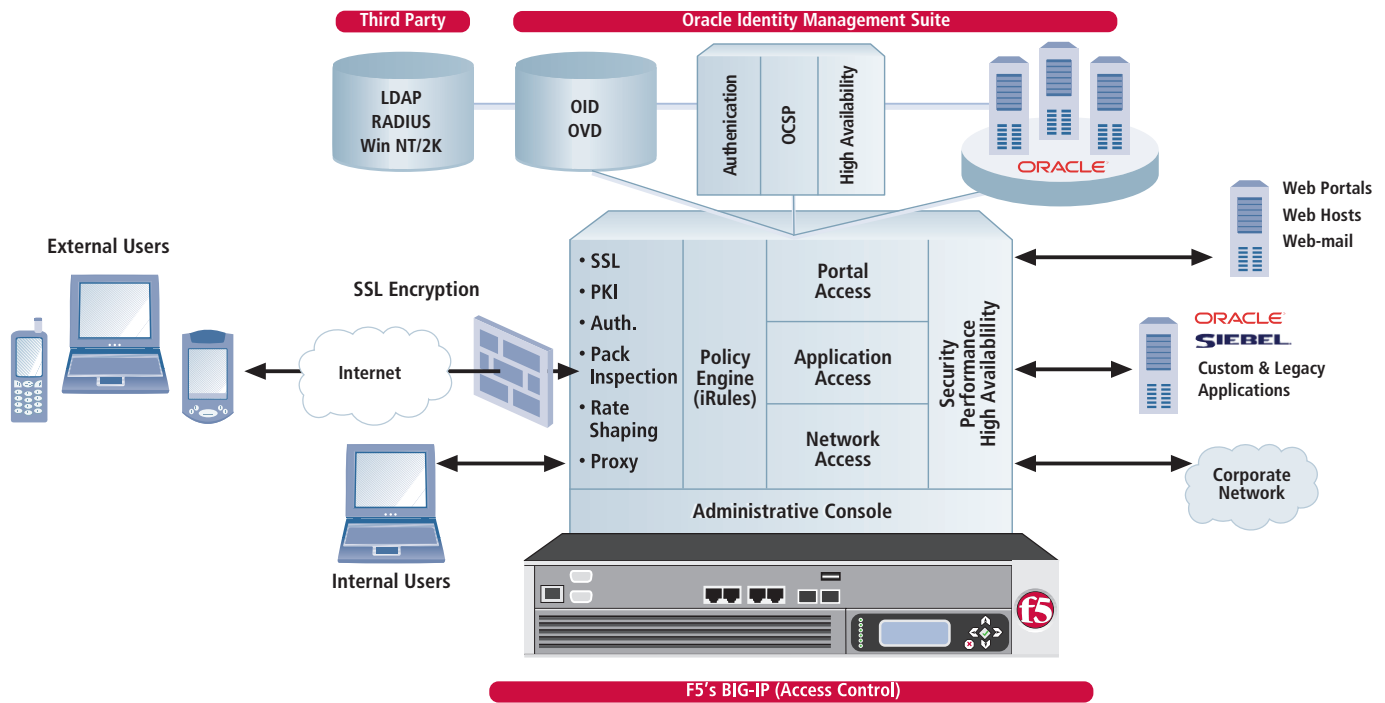 Third Party
Oracle Identity Management Suite
LDAP
RADIUS
Win NT/2K
OID
OVD
Authenication
OCSP
High Availability
ORACLE
Web Portals
Web Hosts
Web-mail
External Users
SSL Encryption
Internet
• SSL
• PKI
• Auth.
• Pack
Inspection
• Rate
Shaping
• Proxy
Policy
Engine
(iRules)
Portal
Access
Application
Access
Network
Access
Security
Performance
High Availablility
ORACLE
SIEBEL
Custom & Legacy
Applications
Corporate
Network
Administrative Console
Internal Users
f5
F5's BIG-IP (Access Control)